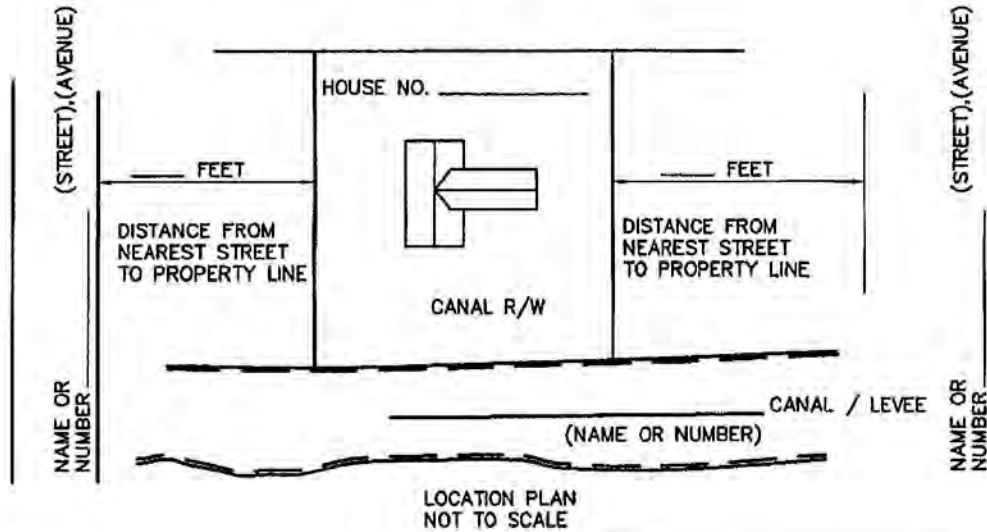 (STREET),(AVENUE)
NAME OR
NUMBER
HOUSE NO.
FEET
DISTANCE FROM
NEAREST STREET
TO PROPERTY LINE
FEET
DISTANCE FROM
NEAREST STREET
TO PROPERTY LINE
(STREET),(AVENUE)
NAME OR
NUMBER
CANAL R/W
CANAL / LEVEE
(NAME OR NUMBER)
LOCATION PLAN
NOT TO SCALE